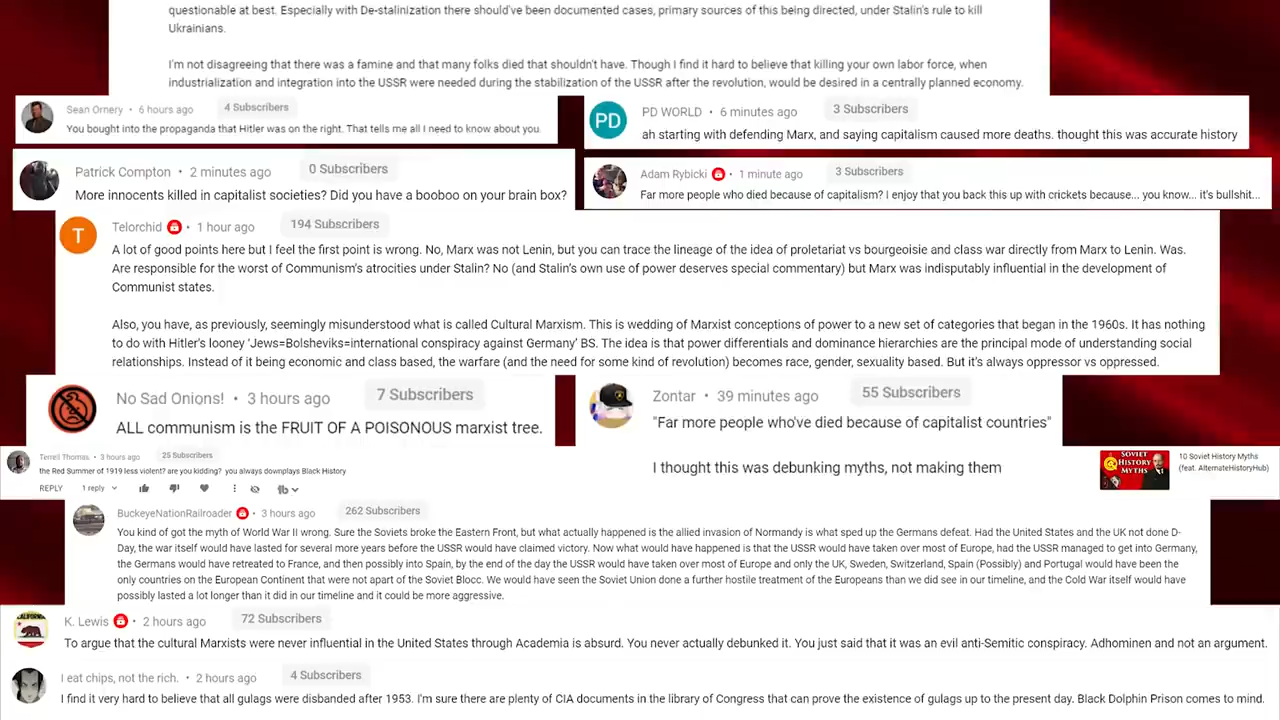 questionable at best. Especially with De-stalinization there should've been documented cases, primary sources of this being directed, under Stalin's rule to kill
Ukrainians.
I'm not disagreeing that there was a famine and that many folks died that shouldn't have. Though I find it hard to believe that killing your own labor force, when
industrialization and integration into the USSR were needed during the stabilization of the USSR after the revolution, would be desired in a centrally planned economy.
Sean Ornery • 6 hours ago 4 Subscribers
You bought into the propaganda that Hitler was on the right. That tells me all I need to know about you.
PD
PD WORLD • 6 minutes ago 3 Subscribers
ah starting with defending Marx, and saying capitalism caused more deaths. thought this was accurate history
Patrick Compton • 2 minutes ago 0 Subscribers
More innocents killed in capitalist societies? Did you have a booboo on your brain box?
Adam Rybicki • 1 minute ago 3 Subscribers
Far more people who died because of capitalism? I enjoy that you back this up with crickets because... you know... it's bullshit...
T
Telorchid • 1 hour ago 194 Subscribers
A lot of good points here but I feel the first point is wrong. No, Marx was not Lenin, but you can trace the lineage of the idea of proletariat vs bourgeoisie and class war directly from Marx to Lenin. Was.
Are responsible for the worst of Communism's atrocities under Stalin? No (and Stalin's own use of power deserves special commentary) but Marx was indisputably influential in the development of
Communist states.
Also, you have, as previously, seemingly misunderstood what is called Cultural Marxism. This is wedding of Marxist conceptions of power to a new set of categories that began in the 1960s. It has nothing
to do with Hitler's looney 'Jews=Bolsheviks=international conspiracy against Germany' BS. The idea is that power differentials and dominance hierarchies are the principal mode of understanding social
relationships. Instead of it being economic and class based, the warfare (and the need for some kind of revolution) becomes race, gender, sexuality based. But it's always oppressor vs oppressed.
No Sad Onions! • 3 hours ago 7 Subscribers
ALL communism is the FRUIT OF A POISONOUS marxist tree.
Zontar • 39 minutes ago 55 Subscribers
"Far more people who've died because of capitalist countries"
I thought this was debunking myths, not making them
Terrell Thomas. • 3 hours ago 25 Subscribers
the Red Summer of 1919 less violent? are you kidding? you always downplays Black History
REPLY 1 reply
SOVIET
HISTORY
MYTHS
10 Soviet History Myths
(feat. AlternateHistoryHub)
BuckeyeNationRailroader • 3 hours ago 262 Subscribers
You kind of got the myth of World War II wrong. Sure the Soviets broke the Eastern Front, but what actually happened is the allied invasion of Normandy is what sped up the Germans defeat. Had the United States and the UK not done D-
Day, the war itself would have lasted for several more years before the USSR would have claimed victory. Now what would have happened is that the USSR would have taken over most of Europe, had the USSR managed to get into Germany,
the Germans would have retreated to France, and then possibly into Spain, by the end of the day the USSR would have taken over most of Europe and only the UK, Sweden, Switzerland, Spain (Possibly) and Portugal would have been the
only countries on the European Continent that were not apart of the Soviet Blocc. We would have seen the Soviet Union done a further hostile treatment of the Europeans than we did see in our timeline, and the Cold War itself would have
possibly lasted a lot longer than it did in our timeline and it could be more aggressive.
K. Lewis • 2 hours ago 72 Subscribers
To argue that the cultural Marxists were never influential in the United States through Academia is absurd. You never actually debunked it. You just said that it was an evil anti-Semitic conspiracy. Adhominen and not an argument.
I eat chips, not the rich. • 2 hours ago 4 Subscribers
I find it very hard to believe that all gulags were disbanded after 1953. I'm sure there are plenty of CIA documents in the library of Congress that can prove the existence of gulags up to the present day. Black Dolphin Prison comes to mind.